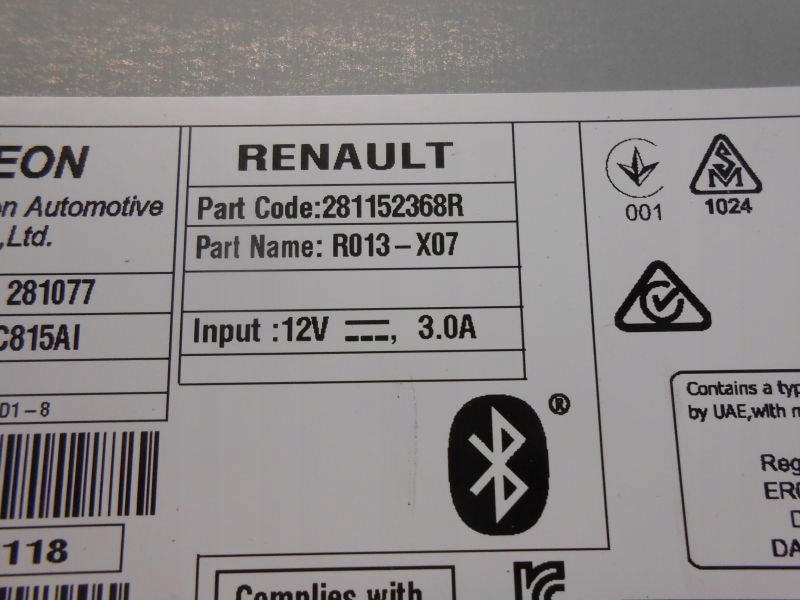 EON
on Automotive
,Ltd.
281077
C815AI
D1-8
118
RENAULT
Part Code:281152368R
Part Name: R013-X07
Input :12V , 3.0A
®
Complies with
001
S
M
1024
Contains a typ
by UAE,with m
Reg
ER
D
DA